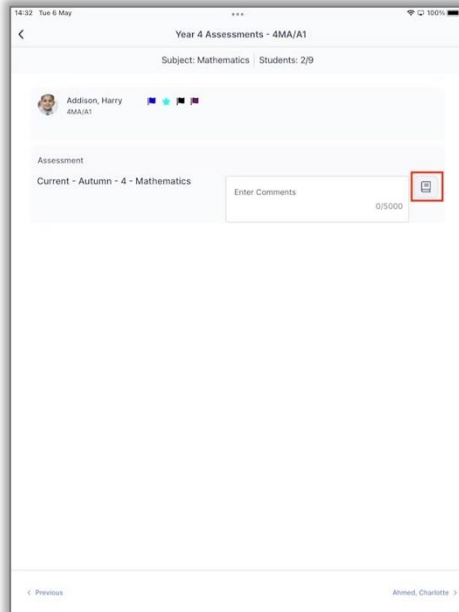 14:32 Tue 6 May
100%
Year 4 Assessments - 4MA/A1
Subject: Mathematics Students: 2/9
Addison, Harry
4MA/A1
Assessment
Current - Autumn - 4 - Mathematics
Enter Comments
0/5000
Previous
Ahmed, Charlotte